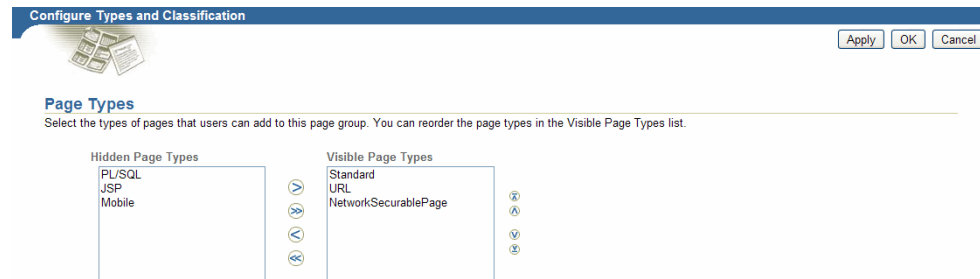 Configure Types and Classification
Apply OK Cancel
Page Types
Select the types of pages that users can add to this page group. You can reorder the page types in the Visible Page Types list.
Hidden Page Types
PL/SQL
JSP
Mobile
Visible Page Types
Standard
URL
NetworkSecurablePage